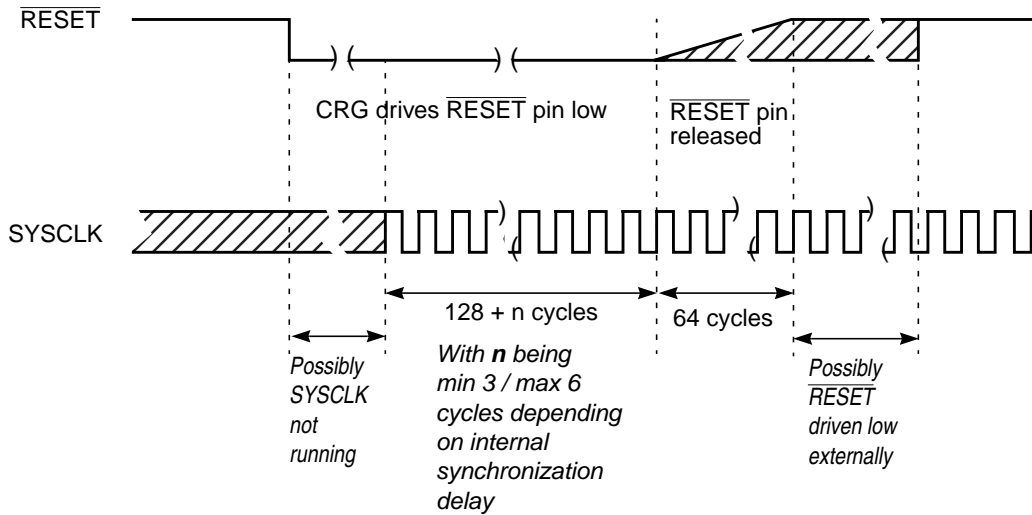 RESET
CRG drives RESET pin low
RESET pin
released
SYSCLK
128 + n cycles
64 cycles
Possibly
SYSCLK
not
running
With n being
min 3 / max 6
cycles depending
on internal
synchronization
delay
Possibly
RESET
driven low
externally